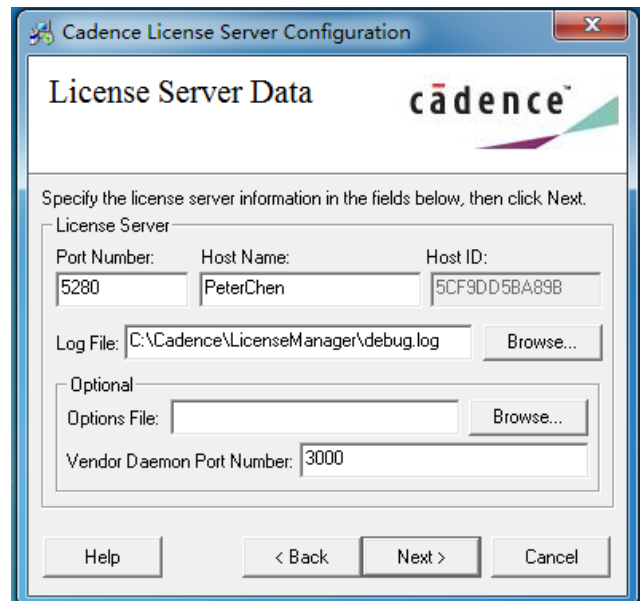 Cadence License Server Configuration
License Server Data
cādence™
Specify the license server information in the fields below, then click Next.
License Server
Port Number: Host Name: Host ID:
5280 PeterChen 5CF9DD5BA89B
Log File: C:\Cadence\LicenseManager\debug.log Browse...
Optional
Options File: Browse...
Vendor Daemon Port Number: 3000
Help < Back Next > Cancel